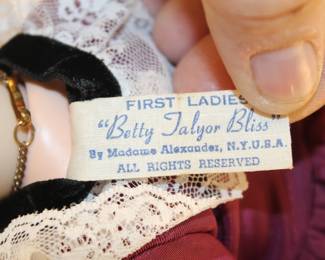 FIRST LADIES
"Betty Talyor Bliss"
By Madame Alexander, N.Y. U.S.A.
ALL RIGHTS RESERVED